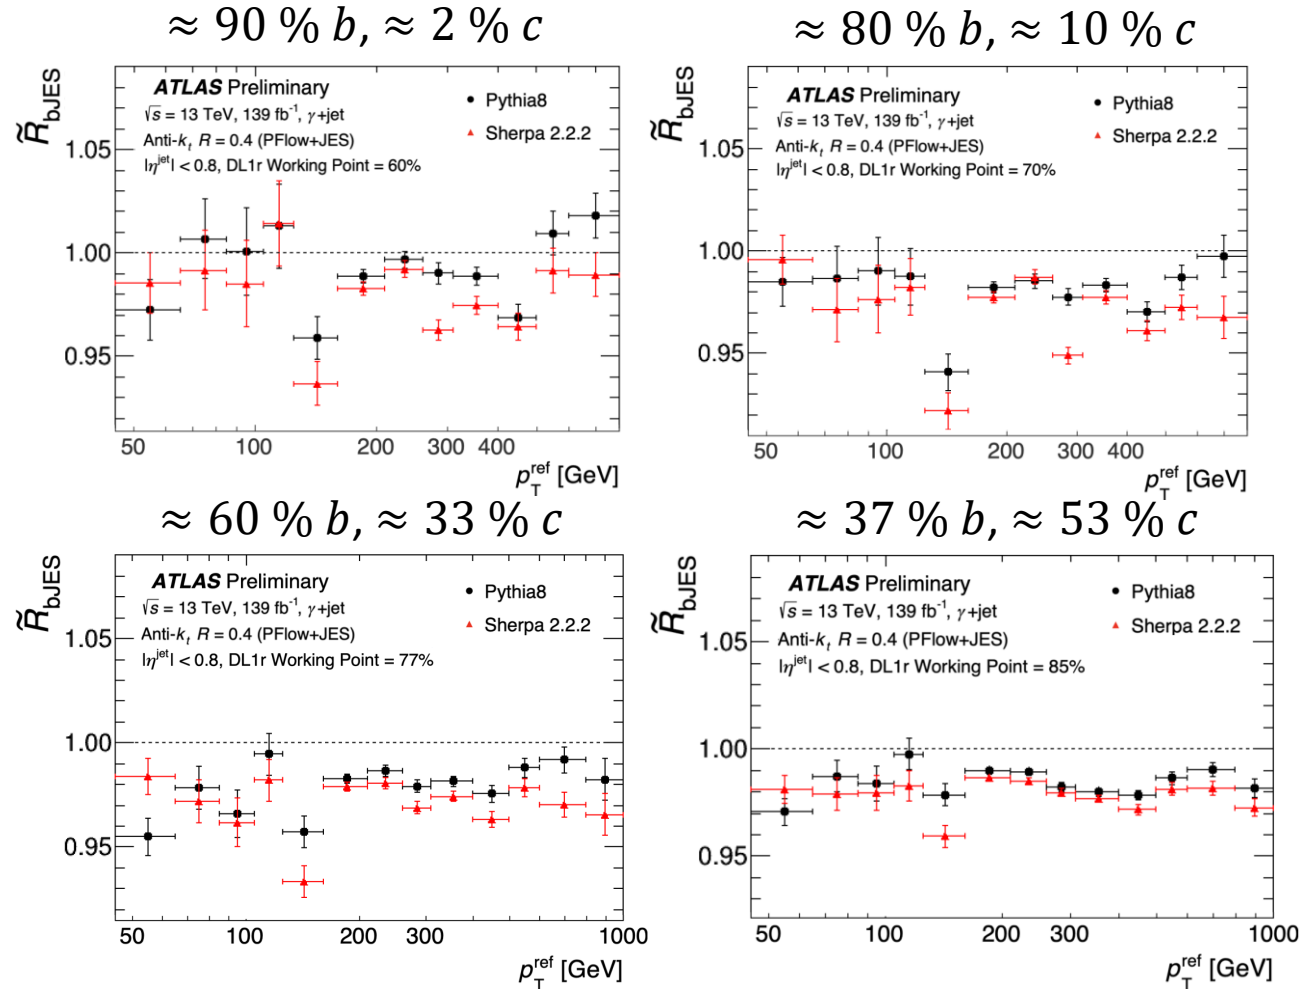 ≈ 90 % b, ≈ 2 % c
ATLAS Preliminary
√s = 13 TeV, 139 fb⁻¹, γ+jet
Anti-kₜ R = 0.4 (PFlow+JES)
|ηʲᵉᵗ| < 0.8, DL1r Working Point = 60%
Pythia8
Sherpa 2.2.2
R̃bJES
1.05
1.00
0.95
50 100 200 300 400
pTʳᵉᶠ [GeV]
≈ 80 % b, ≈ 10 % c
ATLAS Preliminary
√s = 13 TeV, 139 fb⁻¹, γ+jet
Anti-kₜ R = 0.4 (PFlow+JES)
|ηʲᵉᵗ| < 0.8, DL1r Working Point = 70%
Pythia8
Sherpa 2.2.2
R̃bJES
1.05
1.00
0.95
50 100 200 300 400
pTʳᵉᶠ [GeV]
≈ 60 % b, ≈ 33 % c
ATLAS Preliminary
√s = 13 TeV, 139 fb⁻¹, γ+jet
Anti-kₜ R = 0.4 (PFlow+JES)
|ηʲᵉᵗ| < 0.8, DL1r Working Point = 77%
Pythia8
Sherpa 2.2.2
R̃bJES
1.05
1.00
0.95
50 100 200 300 1000
pTʳᵉᶠ [GeV]
≈ 37 % b, ≈ 53 % c
ATLAS Preliminary
√s = 13 TeV, 139 fb⁻¹, γ+jet
Anti-kₜ R = 0.4 (PFlow+JES)
|ηʲᵉᵗ| < 0.8, DL1r Working Point = 85%
Pythia8
Sherpa 2.2.2
R̃bJES
1.05
1.00
0.95
50 100 200 300 1000
pTʳᵉᶠ [GeV]